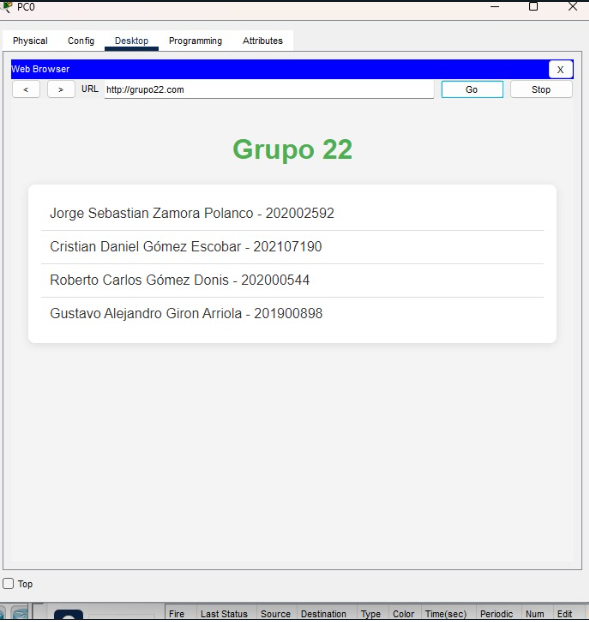 PC0
Physical Config Desktop Programming Attributes
Web Browser X
< > URL http://grupo22.com Go Stop
Grupo 22
Jorge Sebastian Zamora Polanco - 202002592
Cristian Daniel Gómez Escobar - 202107190
Roberto Carlos Gómez Donis - 202000544
Gustavo Alejandro Giron Arriola - 201900898
Top
Fire Last Status Source Destination Type Color Time(sec) Periodic Num Edit